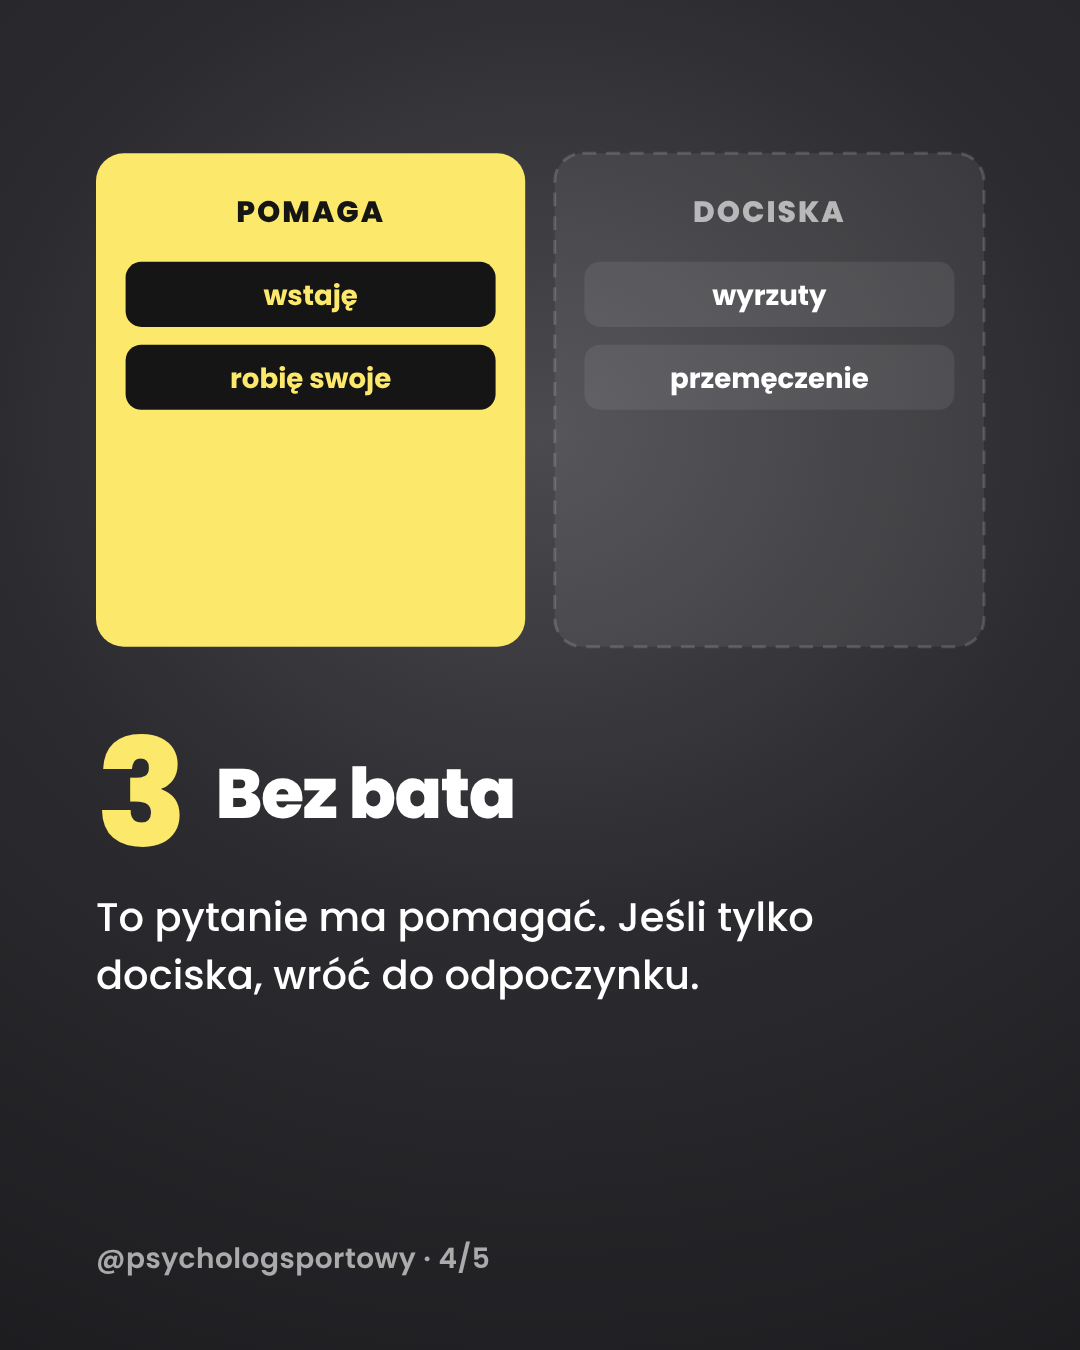 POMAGA
wstaję
robię swoje
DOCISKA
wyrzuty
przemęczenie
3 Bez bata
To pytanie ma pomagać. Jeśli tylko
dociska, wróć do odpoczynku.
@psychologsportowy · 4/5